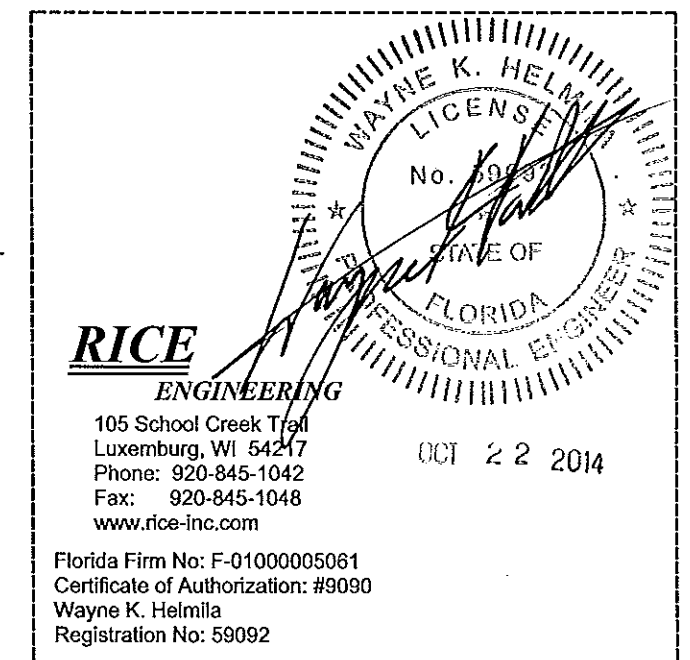 WAYNE K. HELMILA
LICENSE
No. 59092
STATE OF
FLORIDA
PROFESSIONAL ENGINEER
RICE
ENGINEERING
105 School Creek Trail
Luxemburg, WI 54217
Phone: 920-845-1042
Fax: 920-845-1048
www.rice-inc.com
OCT 22 2014
Florida Firm No: F-01000005061
Certificate of Authorization: #9090
Wayne K. Helmila
Registration No: 59092